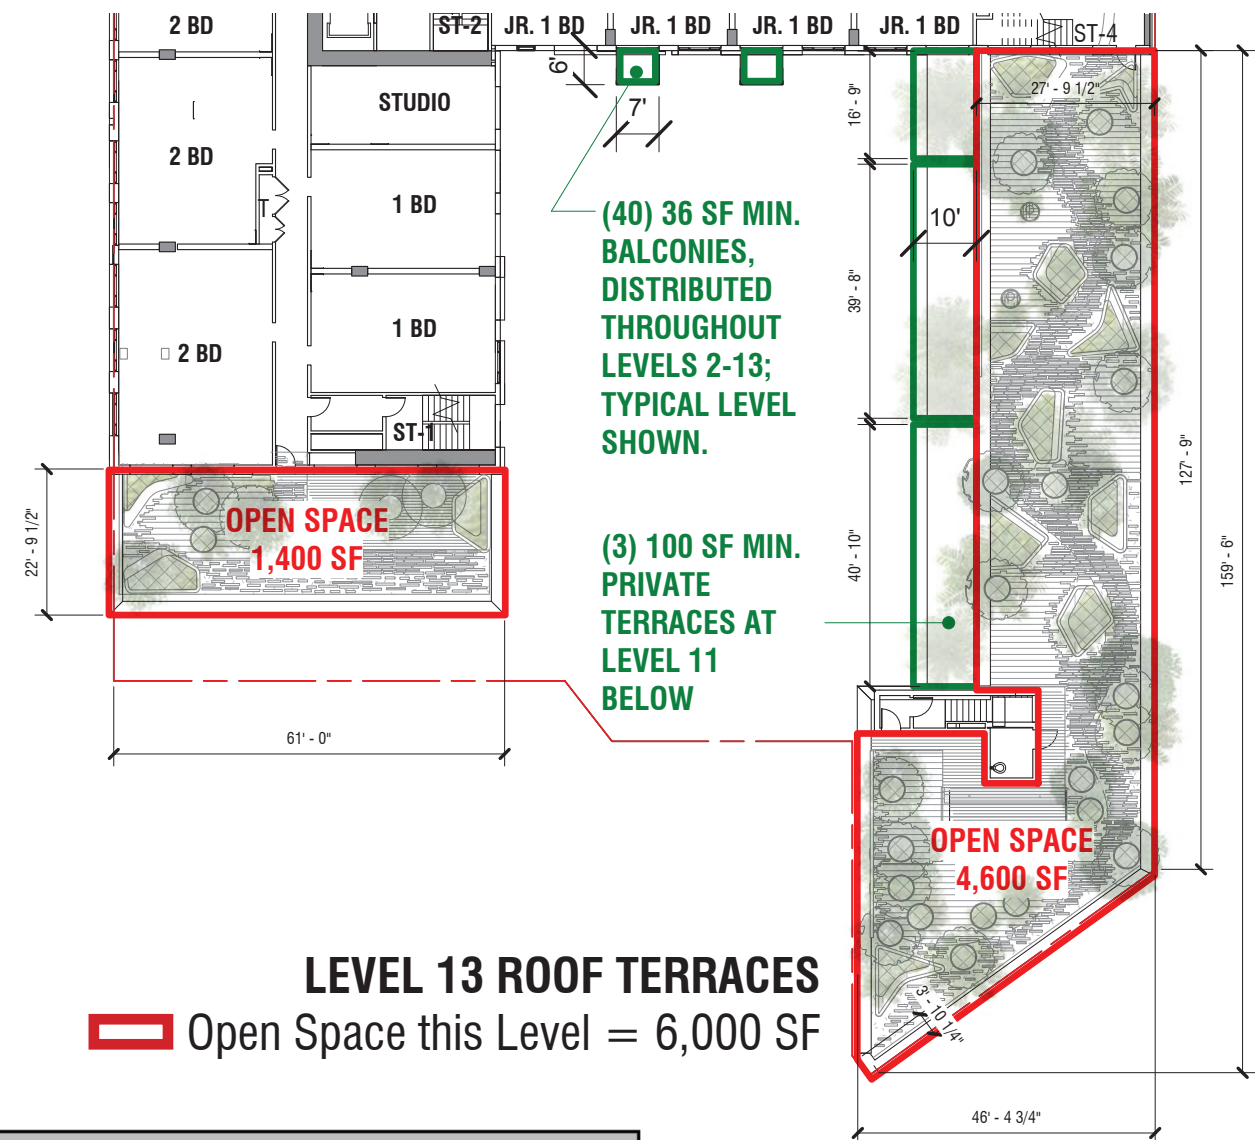 2 BD
ST-2
JR. 1 BD
JR. 1 BD
JR. 1 BD
JR. 1 BD
ST-4
6'
7'
STUDIO
2 BD
T
1 BD
1 BD
2 BD
ST-1
16' - 9"
27' - 9 1/2"
10'
39' - 8"
40' - 10"
127' - 9"
159' - 6"
(40) 36 SF MIN.
BALCONIES,
DISTRIBUTED
THROUGHOUT
LEVELS 2-13;
TYPICAL LEVEL
SHOWN.
(3) 100 SF MIN.
PRIVATE
TERRACES AT
LEVEL 11
BELOW
22' - 9 1/2"
OPEN SPACE
1,400 SF
61' - 0"
OPEN SPACE
4,600 SF
3' - 10 1/4"
46' - 4 3/4"
LEVEL 13 ROOF TERRACES
Open Space this Level = 6,000 SF